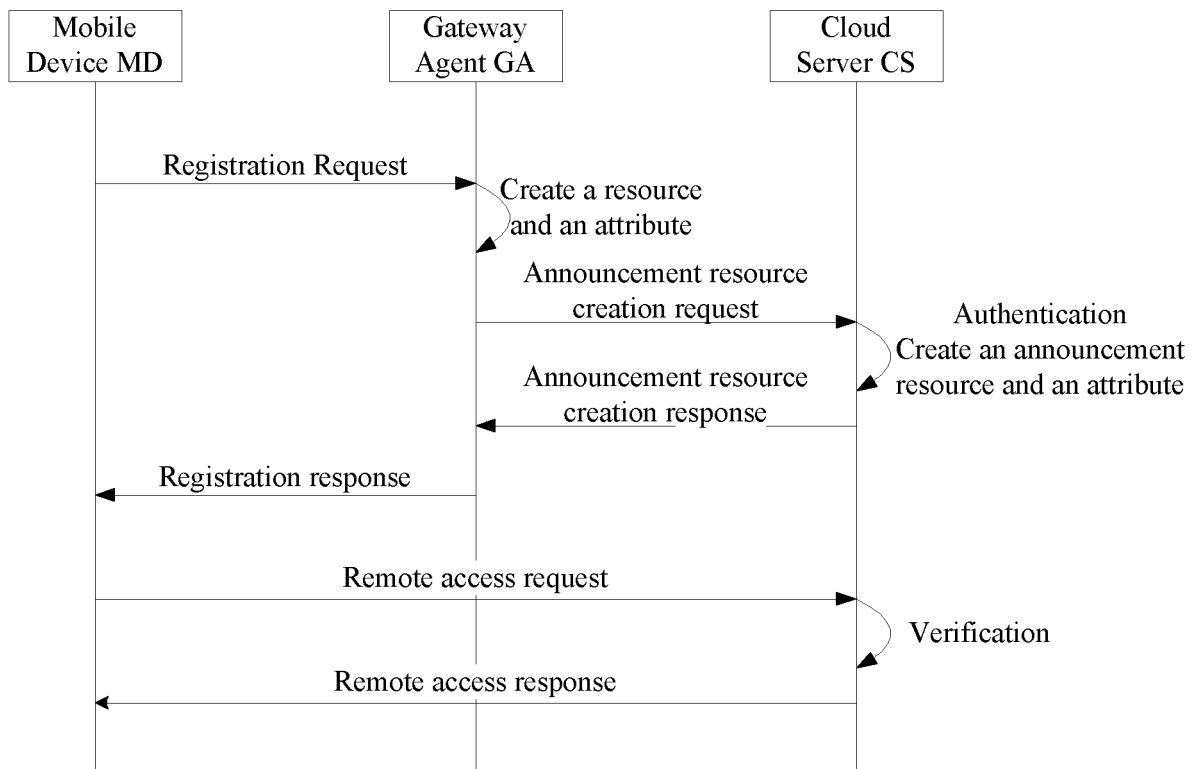 Mobile
Device MD
Gateway
Agent GA
Cloud
Server CS
Registration Request
Create a resource
and an attribute
Announcement resource
creation request
Authentication
Create an announcement
resource and an attribute
Announcement resource
creation response
Registration response
Remote access request
Verification
Remote access response